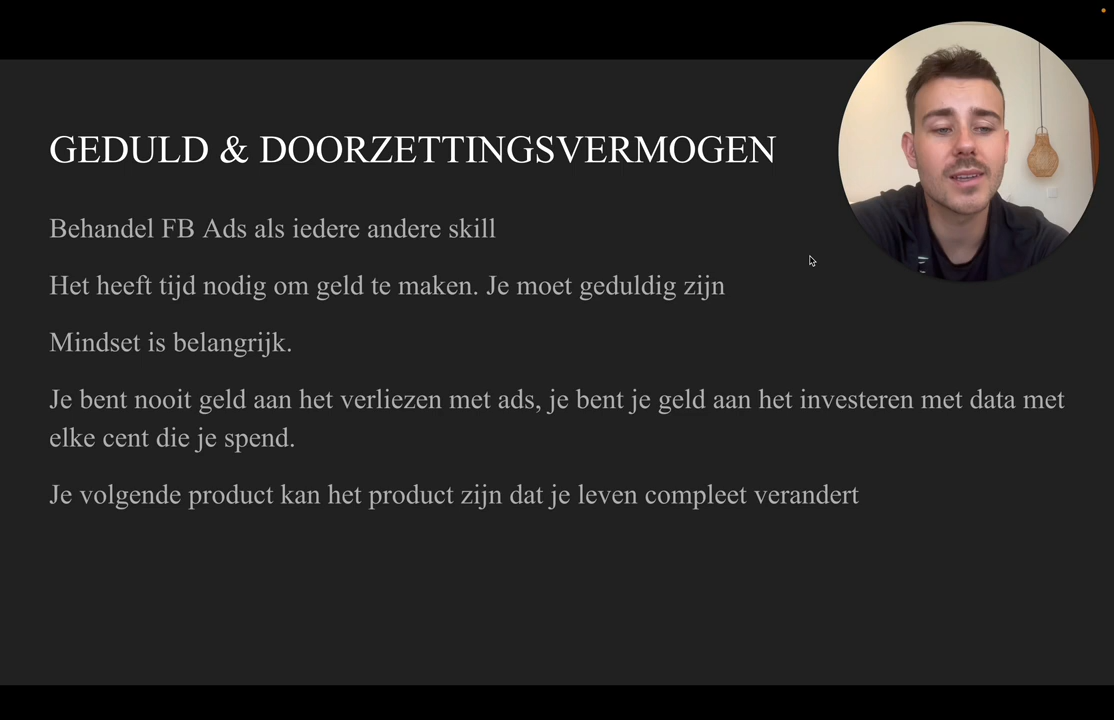 GEDULD & DOORZETTINGSVERMOGEN
Behandel FB Ads als iedere andere skill
Het heeft tijd nodig om geld te maken. Je moet geduldig zijn
Mindset is belangrijk.
Je bent nooit geld aan het verliezen met ads, je bent je geld aan het investeren met data met
elke cent die je spend.
Je volgende product kan het product zijn dat je leven compleet verandert